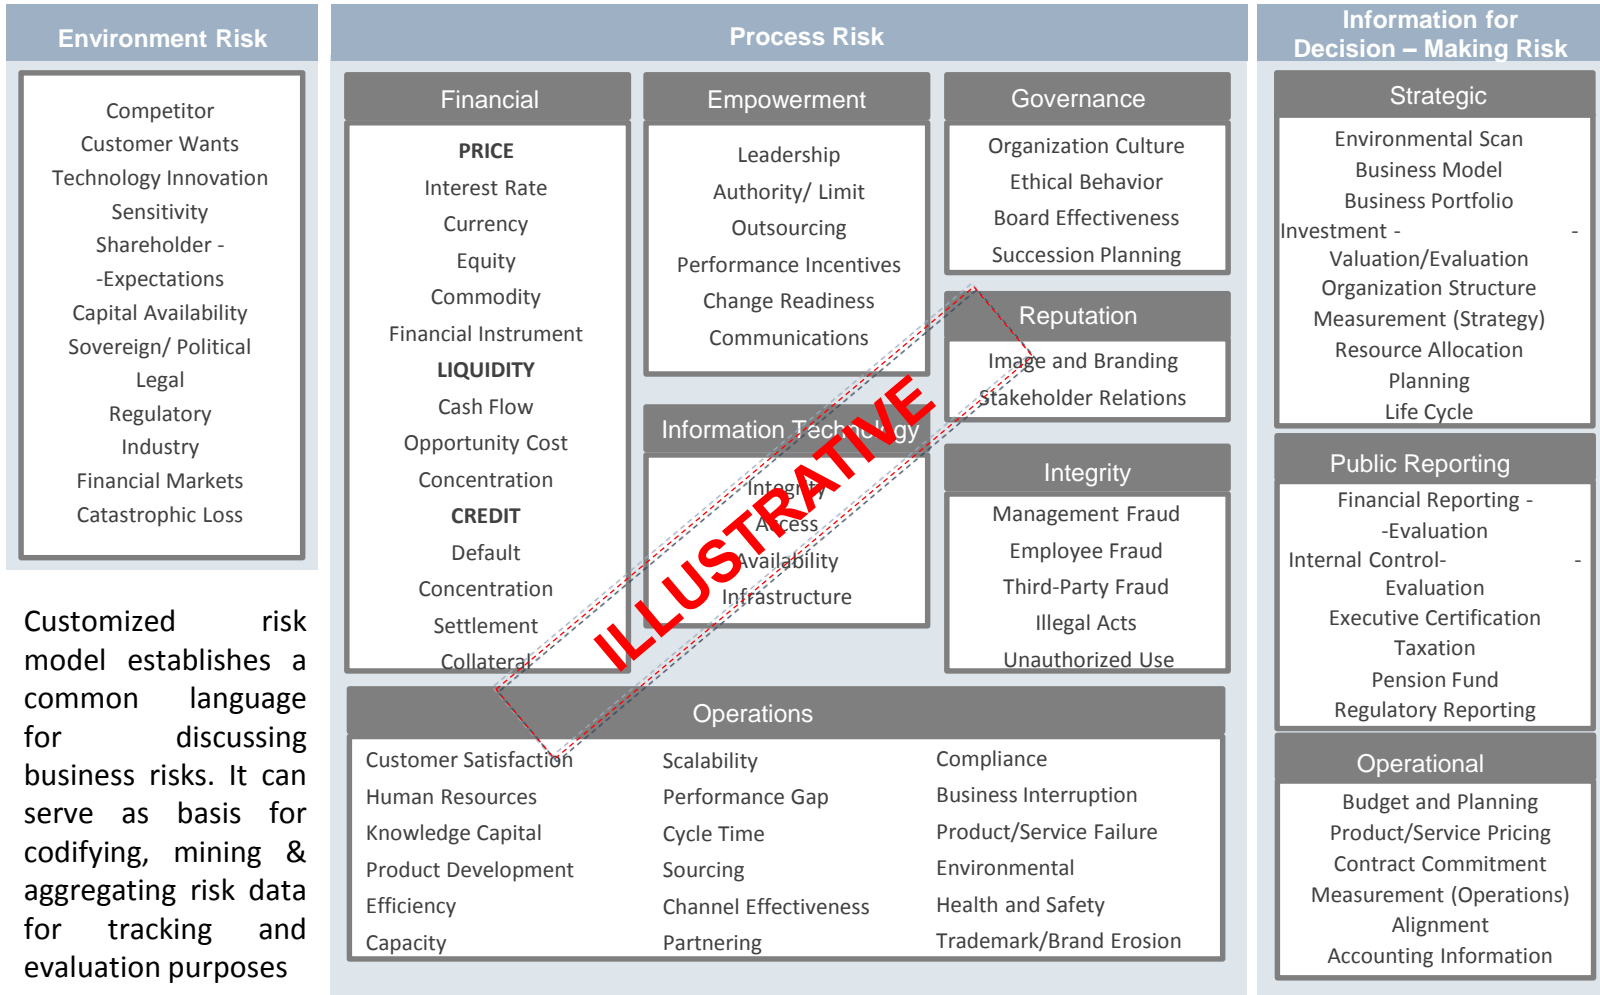 Environment Risk
Competitor
Customer Wants
Technology Innovation
Sensitivity
Shareholder -
-Expectations
Capital Availability
Sovereign/ Political
Legal
Regulatory
Industry
Financial Markets
Catastrophic Loss
Customized risk
model establishes a
common language
for discussing
business risks. It can
serve as basis for
codifying, mining &
aggregating risk data
for tracking and
evaluation purposes
Process Risk
Financial
PRICE
Interest Rate
Currency
Equity
Commodity
Financial Instrument
LIQUIDITY
Cash Flow
Opportunity Cost
Concentration
CREDIT
Default
Concentration
Settlement
Collateral
Empowerment
Leadership
Authority/ Limit
Outsourcing
Performance Incentives
Change Readiness
Communications
Information Technology
Integrity
Access
Availability
Infrastructure
Governance
Organization Culture
Ethical Behavior
Board Effectiveness
Succession Planning
Reputation
Image and Branding
Stakeholder Relations
Integrity
Management Fraud
Employee Fraud
Third-Party Fraud
Illegal Acts
Unauthorized Use
ILLUSTRATIVE
Operations
Customer Satisfaction
Human Resources
Knowledge Capital
Product Development
Efficiency
Capacity
Scalability
Performance Gap
Cycle Time
Sourcing
Channel Effectiveness
Partnering
Compliance
Business Interruption
Product/Service Failure
Environmental
Health and Safety
Trademark/Brand Erosion
Information for
Decision – Making Risk
Strategic
Environmental Scan
Business Model
Business Portfolio
Investment - -
Valuation/Evaluation
Organization Structure
Measurement (Strategy)
Resource Allocation
Planning
Life Cycle
Public Reporting
Financial Reporting -
-Evaluation
Internal Control- -
Evaluation
Executive Certification
Taxation
Pension Fund
Regulatory Reporting
Operational
Budget and Planning
Product/Service Pricing
Contract Commitment
Measurement (Operations)
Alignment
Accounting Information